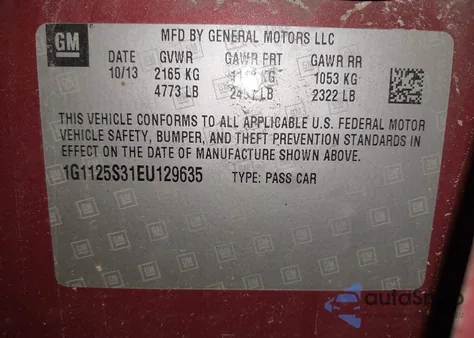 GM
MFD BY GENERAL MOTORS LLC
DATE GVWR GAWR FRT GAWR RR
10/13 2165 KG KG 1053 KG
4773 LB LB 2322 LB
THIS VEHICLE CONFORMS TO ALL APPLICABLE U.S. FEDERAL MOTOR
VEHICLE SAFETY, BUMPER, AND THEFT PREVENTION STANDARDS IN
EFFECT ON THE DATE OF MANUFACTURE SHOWN ABOVE.
1G1125S31EU129635 TYPE: PASS CAR